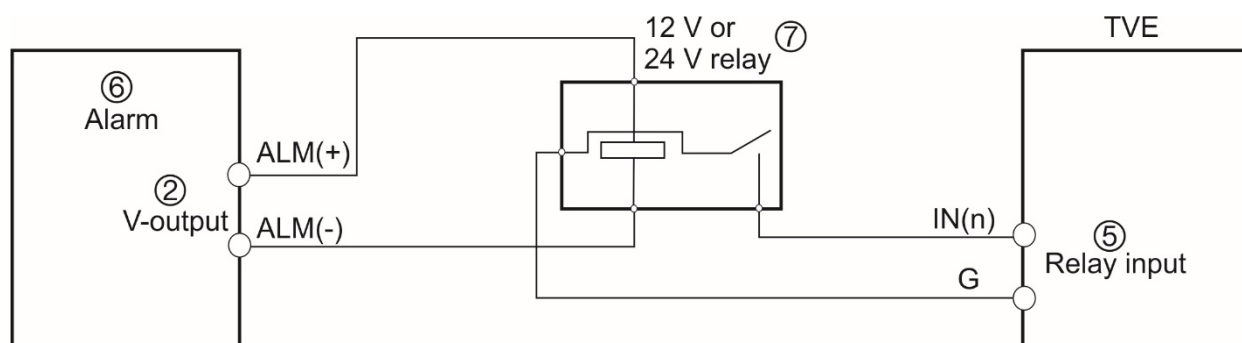 12 V or ⑦
24 V relay
TVE
⑥
Alarm
ALM(+)
②
V-output
ALM(-)
IN(n)
⑤
Relay input
G